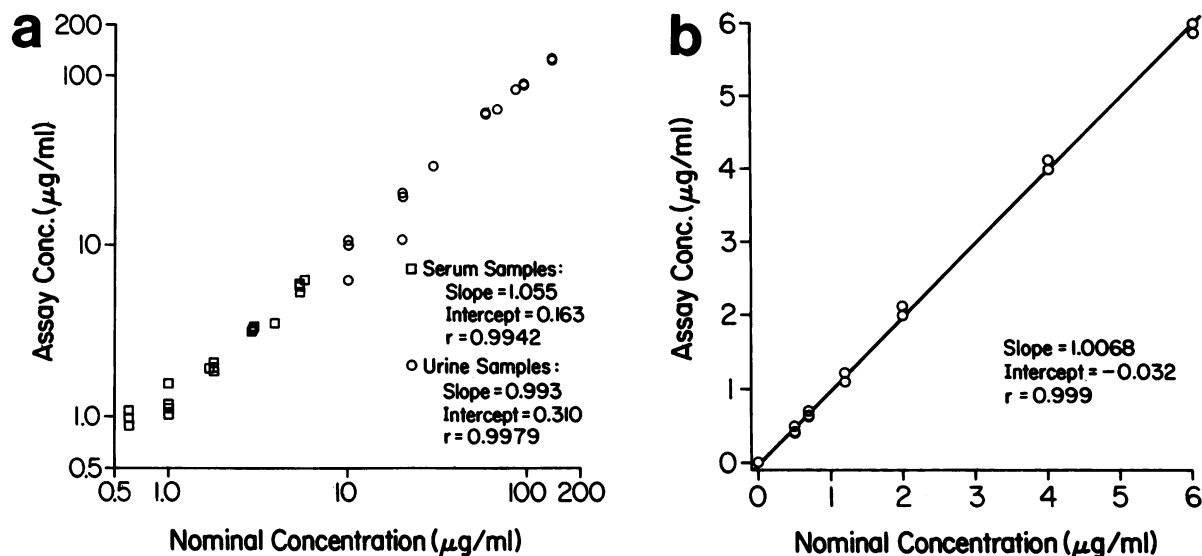 a
200
100
10
1.0
0.5
0.5 1.0 10 100 200
Assay Conc. (μg/ml)
Nominal Concentration (μg/ml)
Serum Samples:
Slope = 1.055
Intercept = 0.163
r = 0.9942
Urine Samples:
Slope = 0.993
Intercept = 0.310
r = 0.9979
b
6
5
4
3
2
1
0
0 1 2 3 4 5 6
Assay Conc. (μg/ml)
Nominal Concentration (μg/ml)
Slope = 1.0068
Intercept = -0.032
r = 0.999